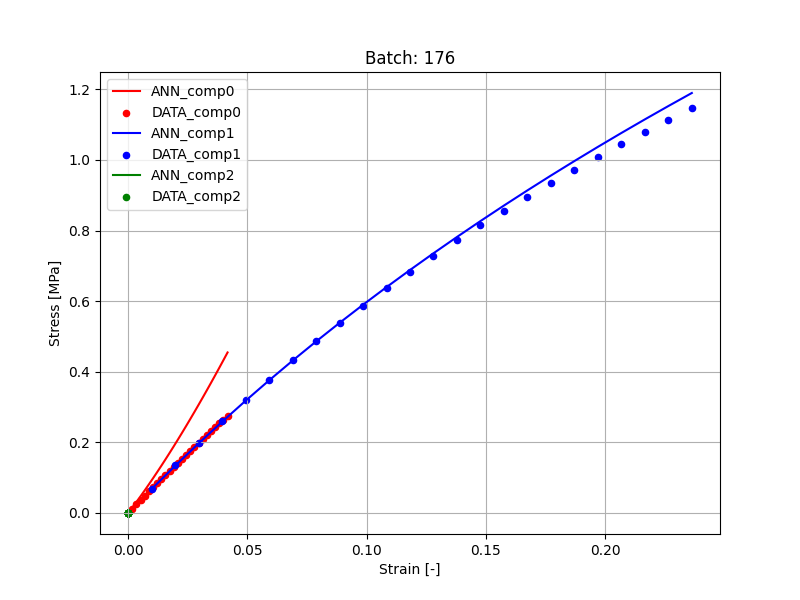 Batch: 176
ANN_comp0
DATA_comp0
ANN_comp1
DATA_comp1
ANN_comp2
DATA_comp2
1.2
1.0
0.8
0.6
0.4
0.2
0.0
Stress [MPa]
0.00 0.05 0.10 0.15 0.20
Strain [-]